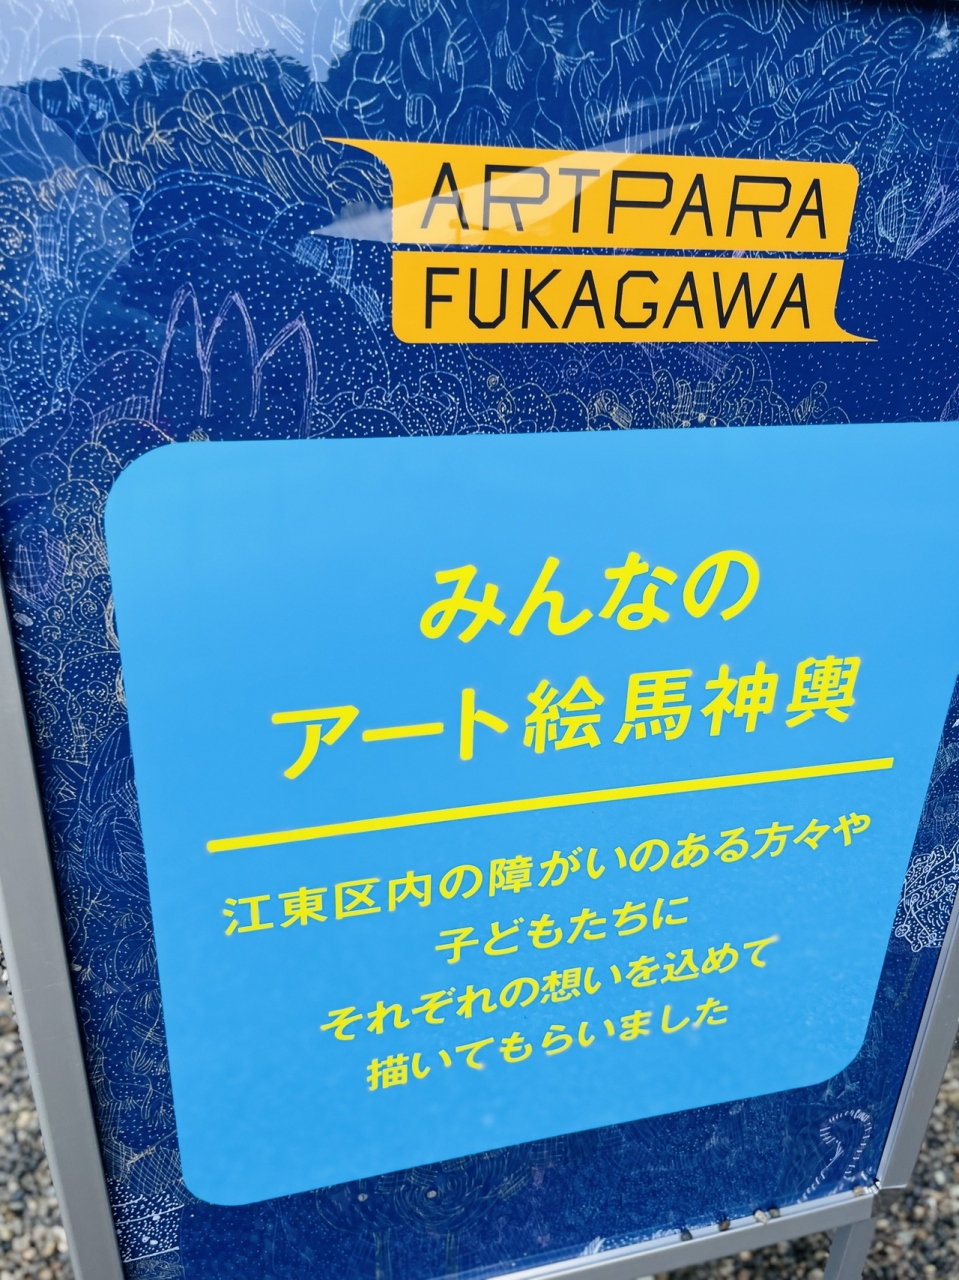 ARTPARA
FUKAGAWA
みんなの
アート絵馬神輿
江東区内の障がいのある方々や
子どもたちに
それぞれの想いを込めて
描いてもらいました